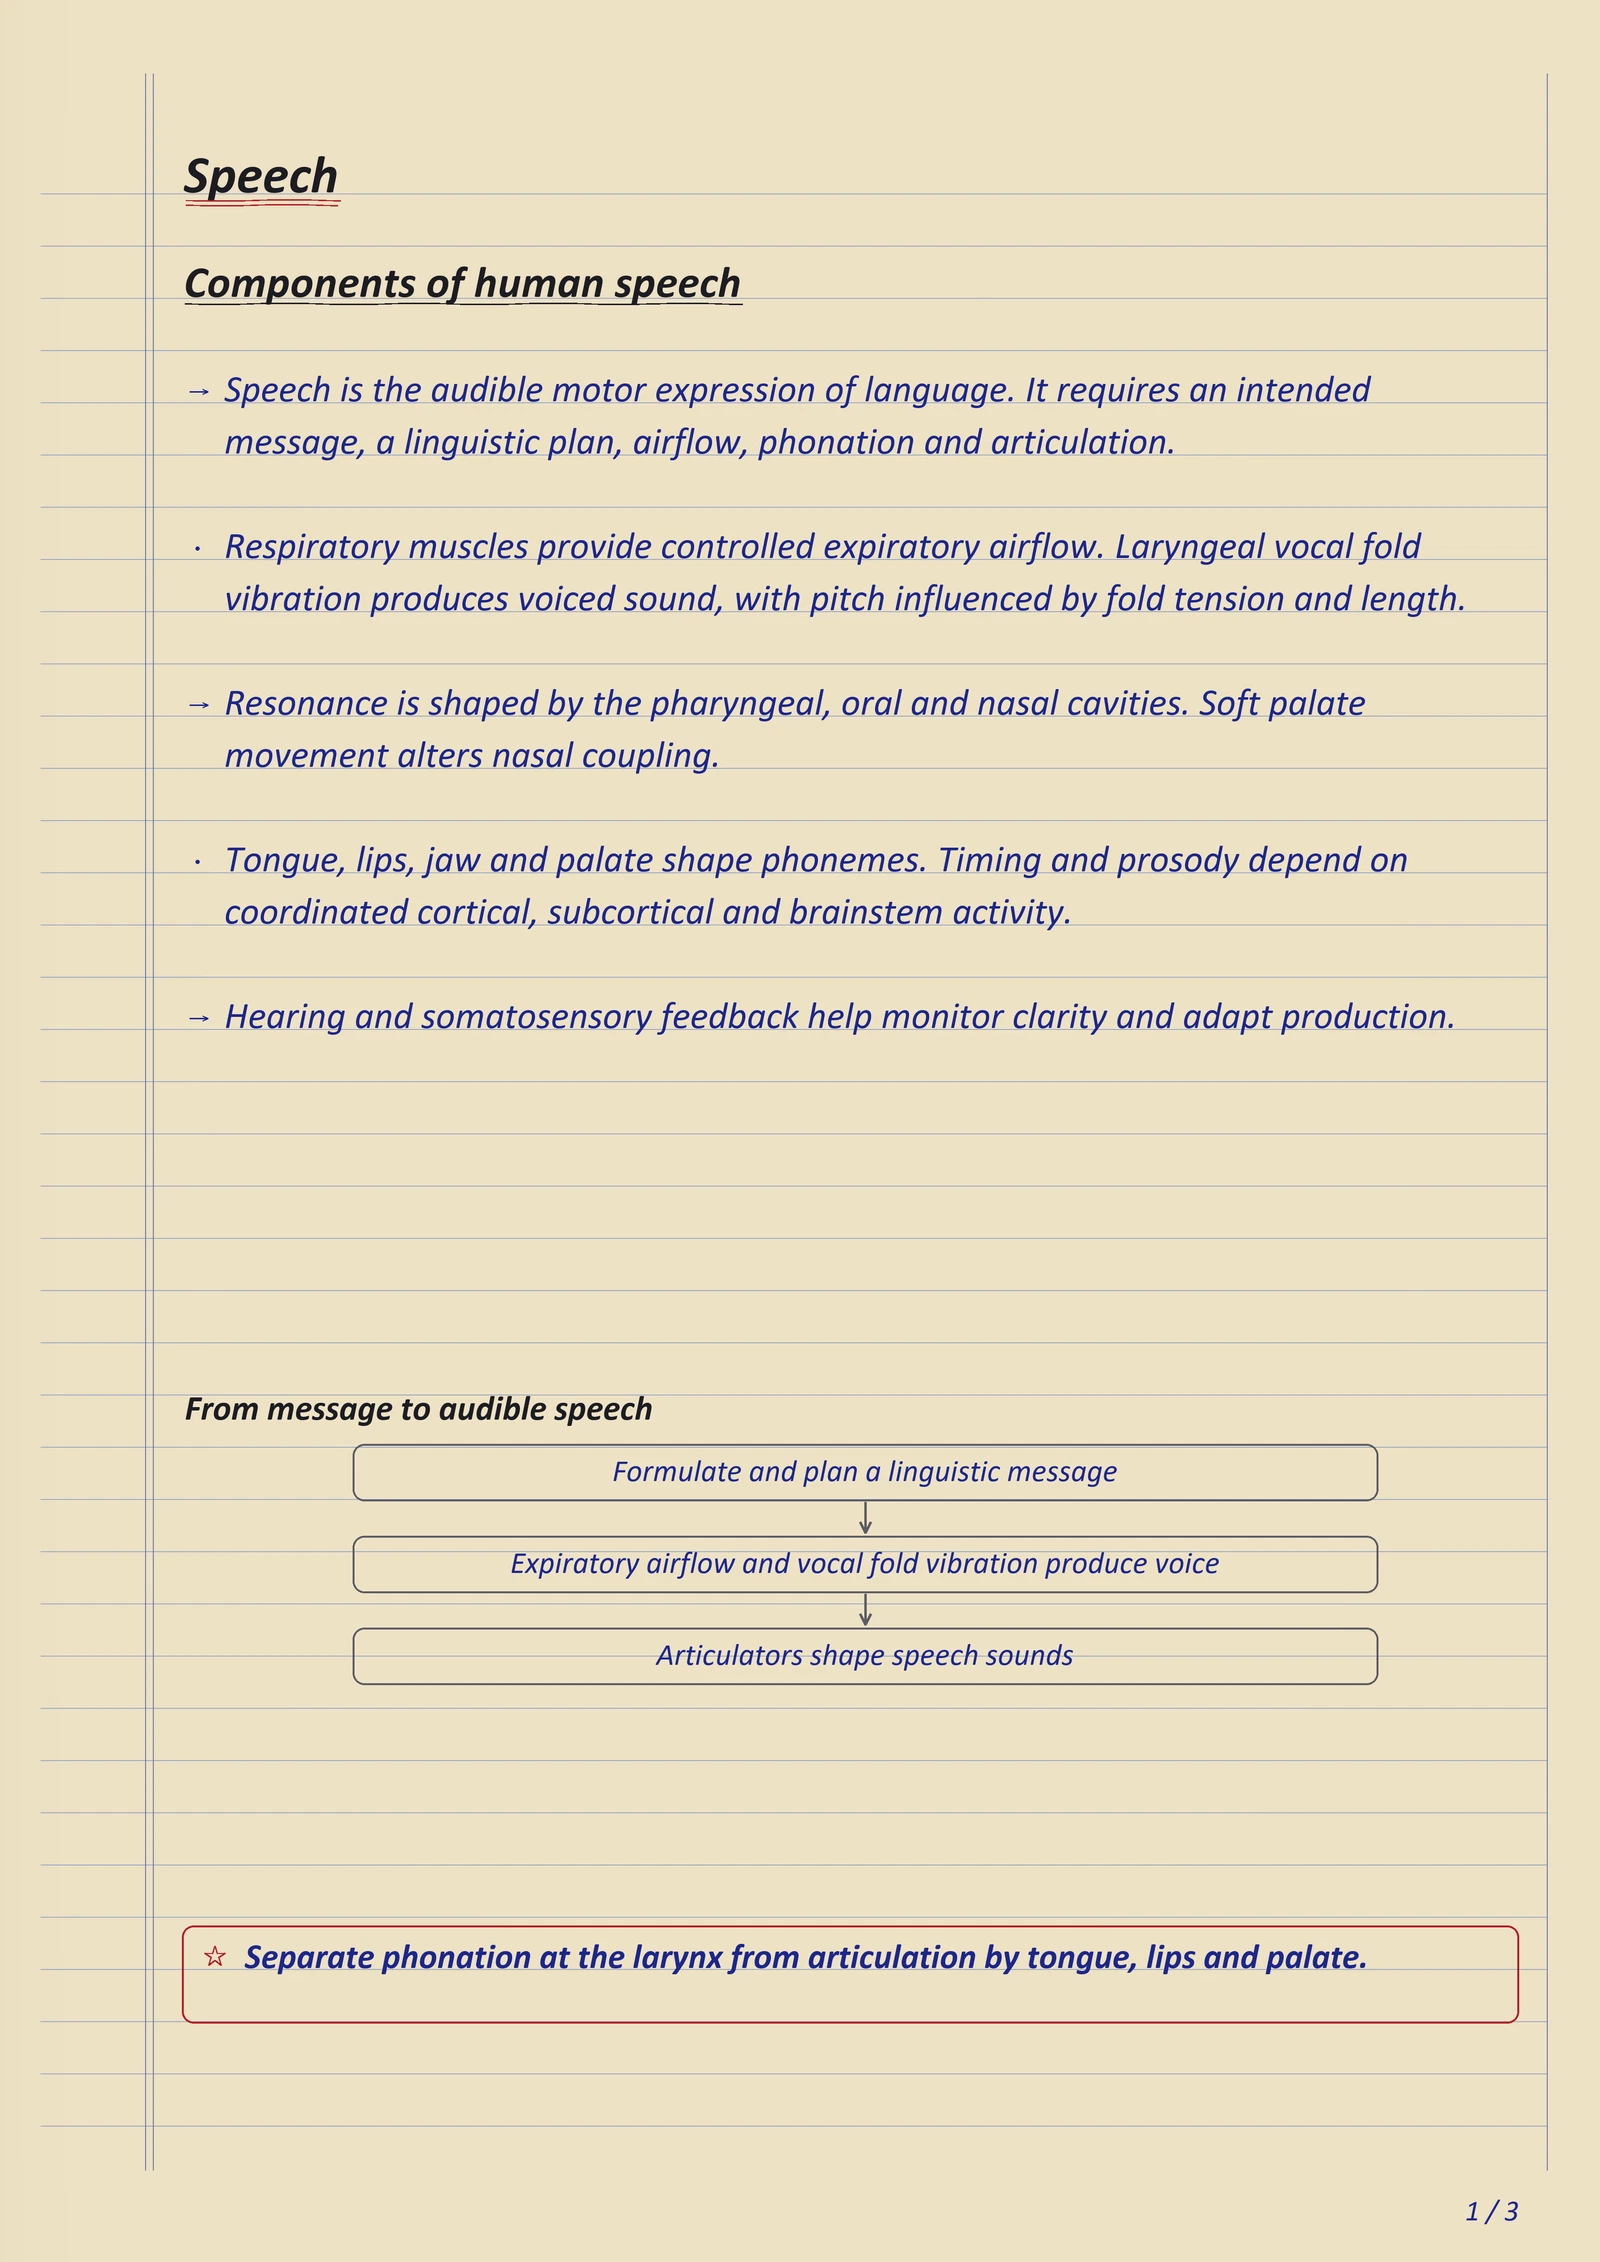 Speech
Components of human speech
→ Speech is the audible motor expression of language. It requires an intended
message, a linguistic plan, airflow, phonation and articulation.
· Respiratory muscles provide controlled expiratory airflow. Laryngeal vocal fold
vibration produces voiced sound, with pitch influenced by fold tension and length.
→ Resonance is shaped by the pharyngeal, oral and nasal cavities. Soft palate
movement alters nasal coupling.
· Tongue, lips, jaw and palate shape phonemes. Timing and prosody depend on
coordinated cortical, subcortical and brainstem activity.
→ Hearing and somatosensory feedback help monitor clarity and adapt production.
From message to audible speech
Formulate and plan a linguistic message
Expiratory airflow and vocal fold vibration produce voice
Articulators shape speech sounds
☆ Separate phonation at the larynx from articulation by tongue, lips and palate.
1 / 3